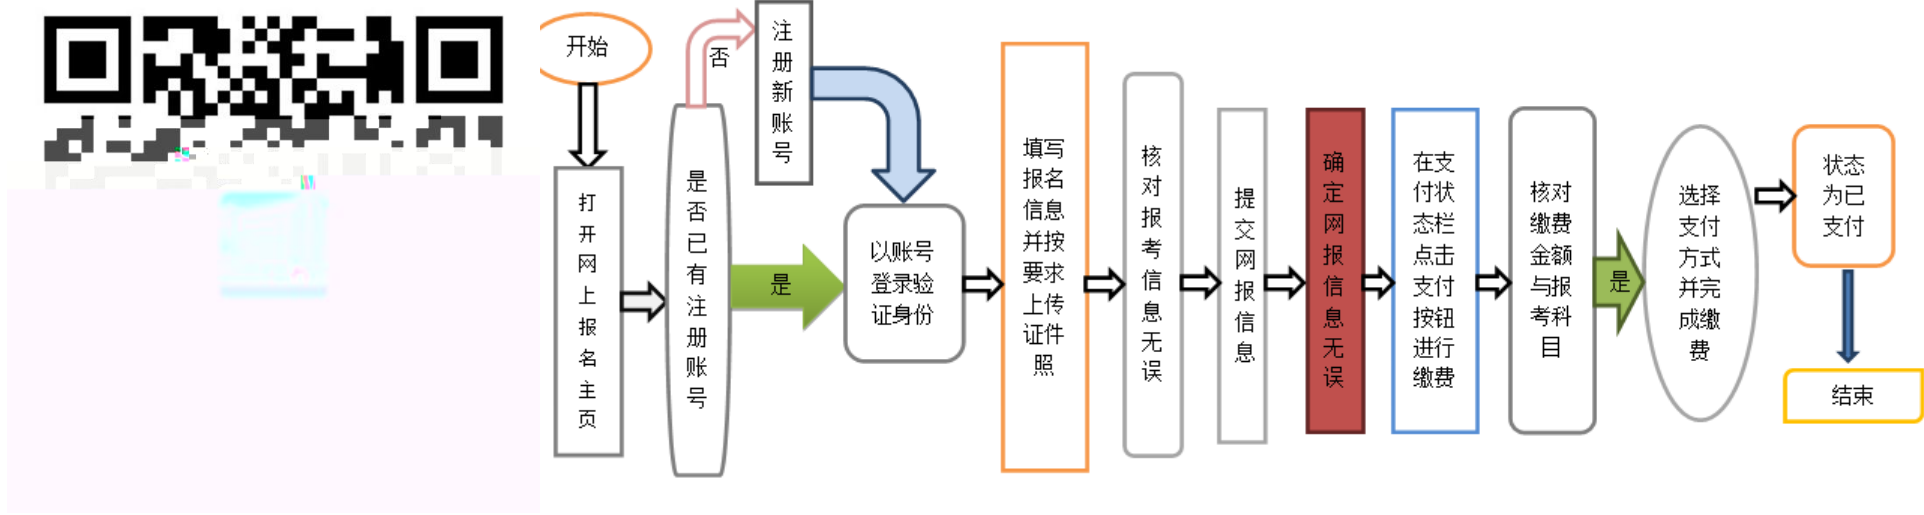 开始
打
开
网
上
报
名
主
页
是
否
已
有
注
册
账
号
否
注
册
新
账
号
是
以账号
登录验
证身份
填写
报名
信息
并按
要求
上传
证件
照
核
对
报
考
信
息
无
误
提
交
网
报
信
息
确
定
网
报
信
息
无
误
在支
付状
态栏
点击
支付
按钮
进行
缴费
核对
缴费
金额
与报
考科
目
是
选择
支付
方式
并完
成缴
费
状态
为已
支付
结束